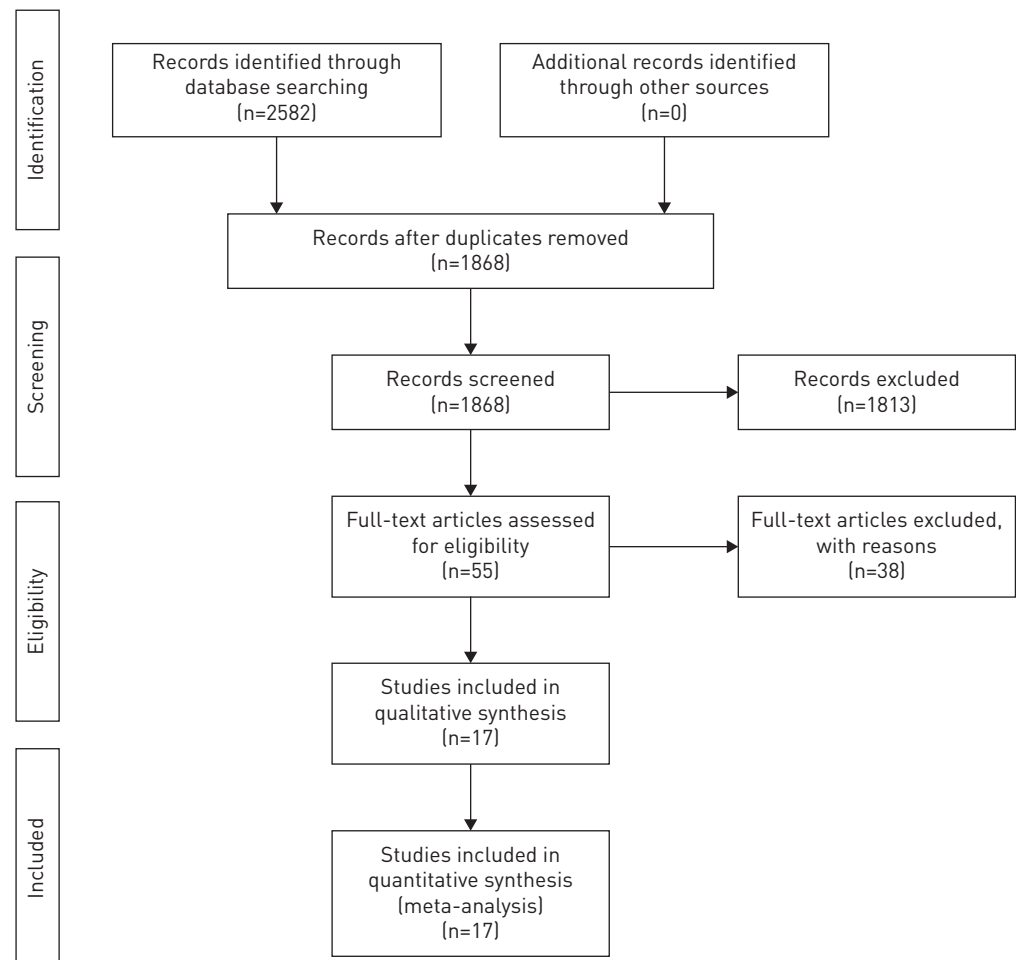 Identification
Records identified through
database searching
(n=2582)
Additional records identified
through other sources
(n=0)
Records after duplicates removed
(n=1868)
Screening
Records screened
(n=1868)
Records excluded
(n=1813)
Eligibility
Full-text articles assessed
for eligibility
(n=55)
Full-text articles excluded,
with reasons
(n=38)
Studies included in
qualitative synthesis
(n=17)
Included
Studies included in
quantitative synthesis
(meta-analysis)
(n=17)